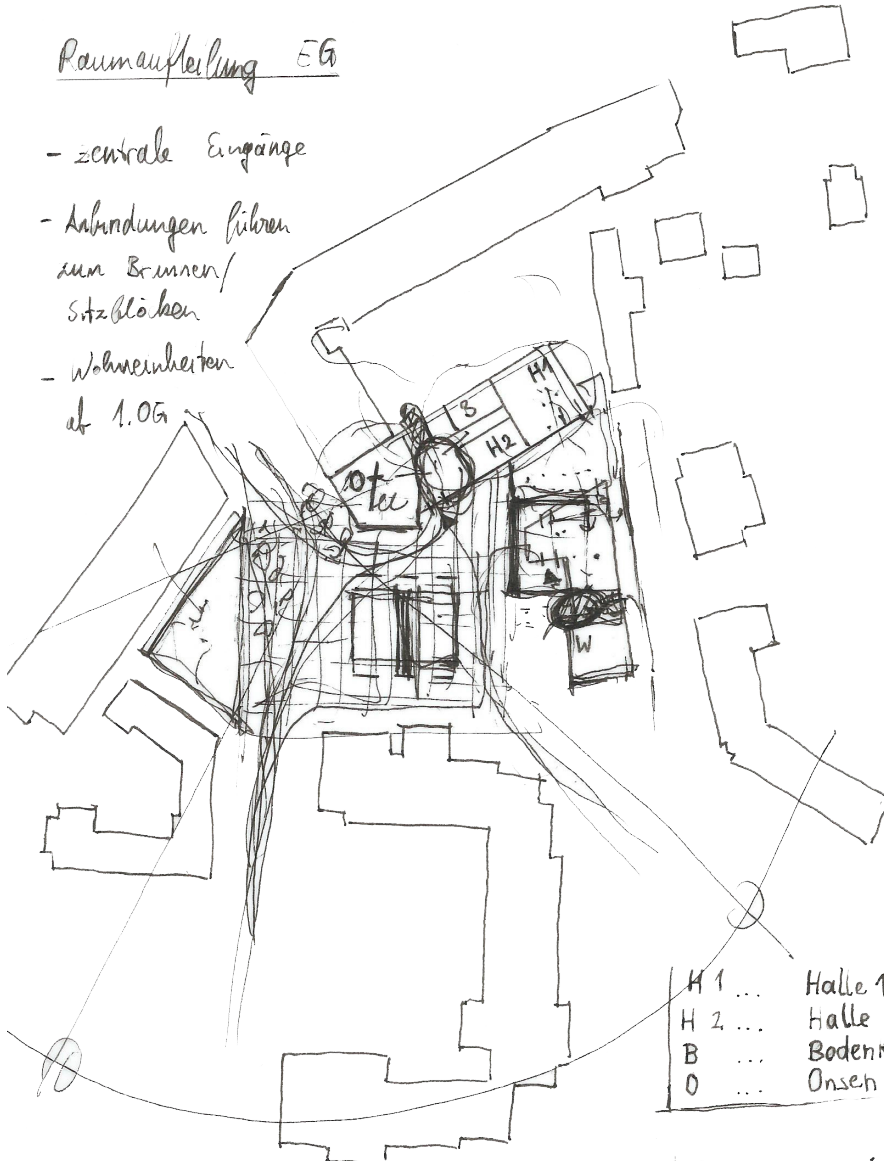 Raumaufteilung EG
- zentrale Eingänge
- Anbindungen führen
zum Brunnen/
Sitzblöcken
- Wohneinheiten
ab 1.OG
H1
B
H2
O
W
H 1 ... Halle 1
H 2 ... Halle
B ... Boden
O ... Onsen